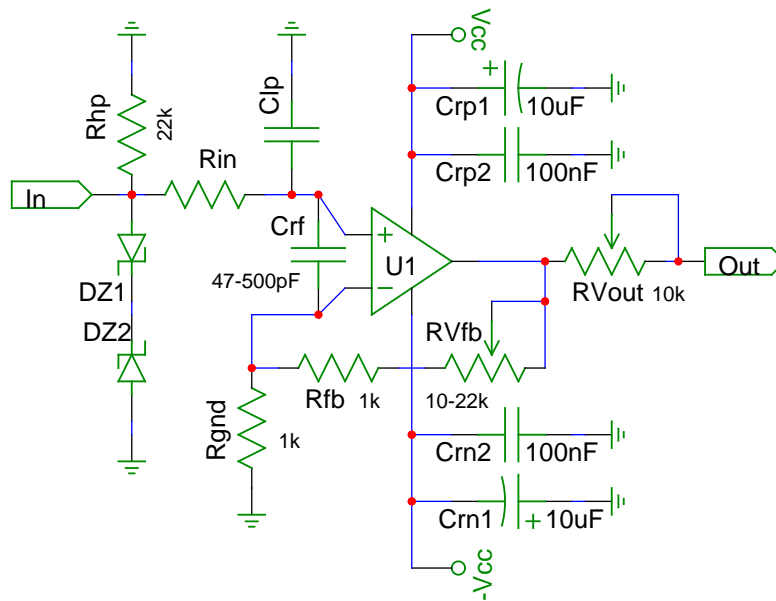 Vcc
+
Crp1
10uF
Crp2
100nF
Clp
Rhp
22k
Rin
In
Crf
47-500pF
+
−
U1
Out
RVout
10k
DZ1
DZ2
RVfb
10-22k
Rfb
1k
Rgnd
1k
Crn2
100nF
Crn1
+
10uF
-Vcc